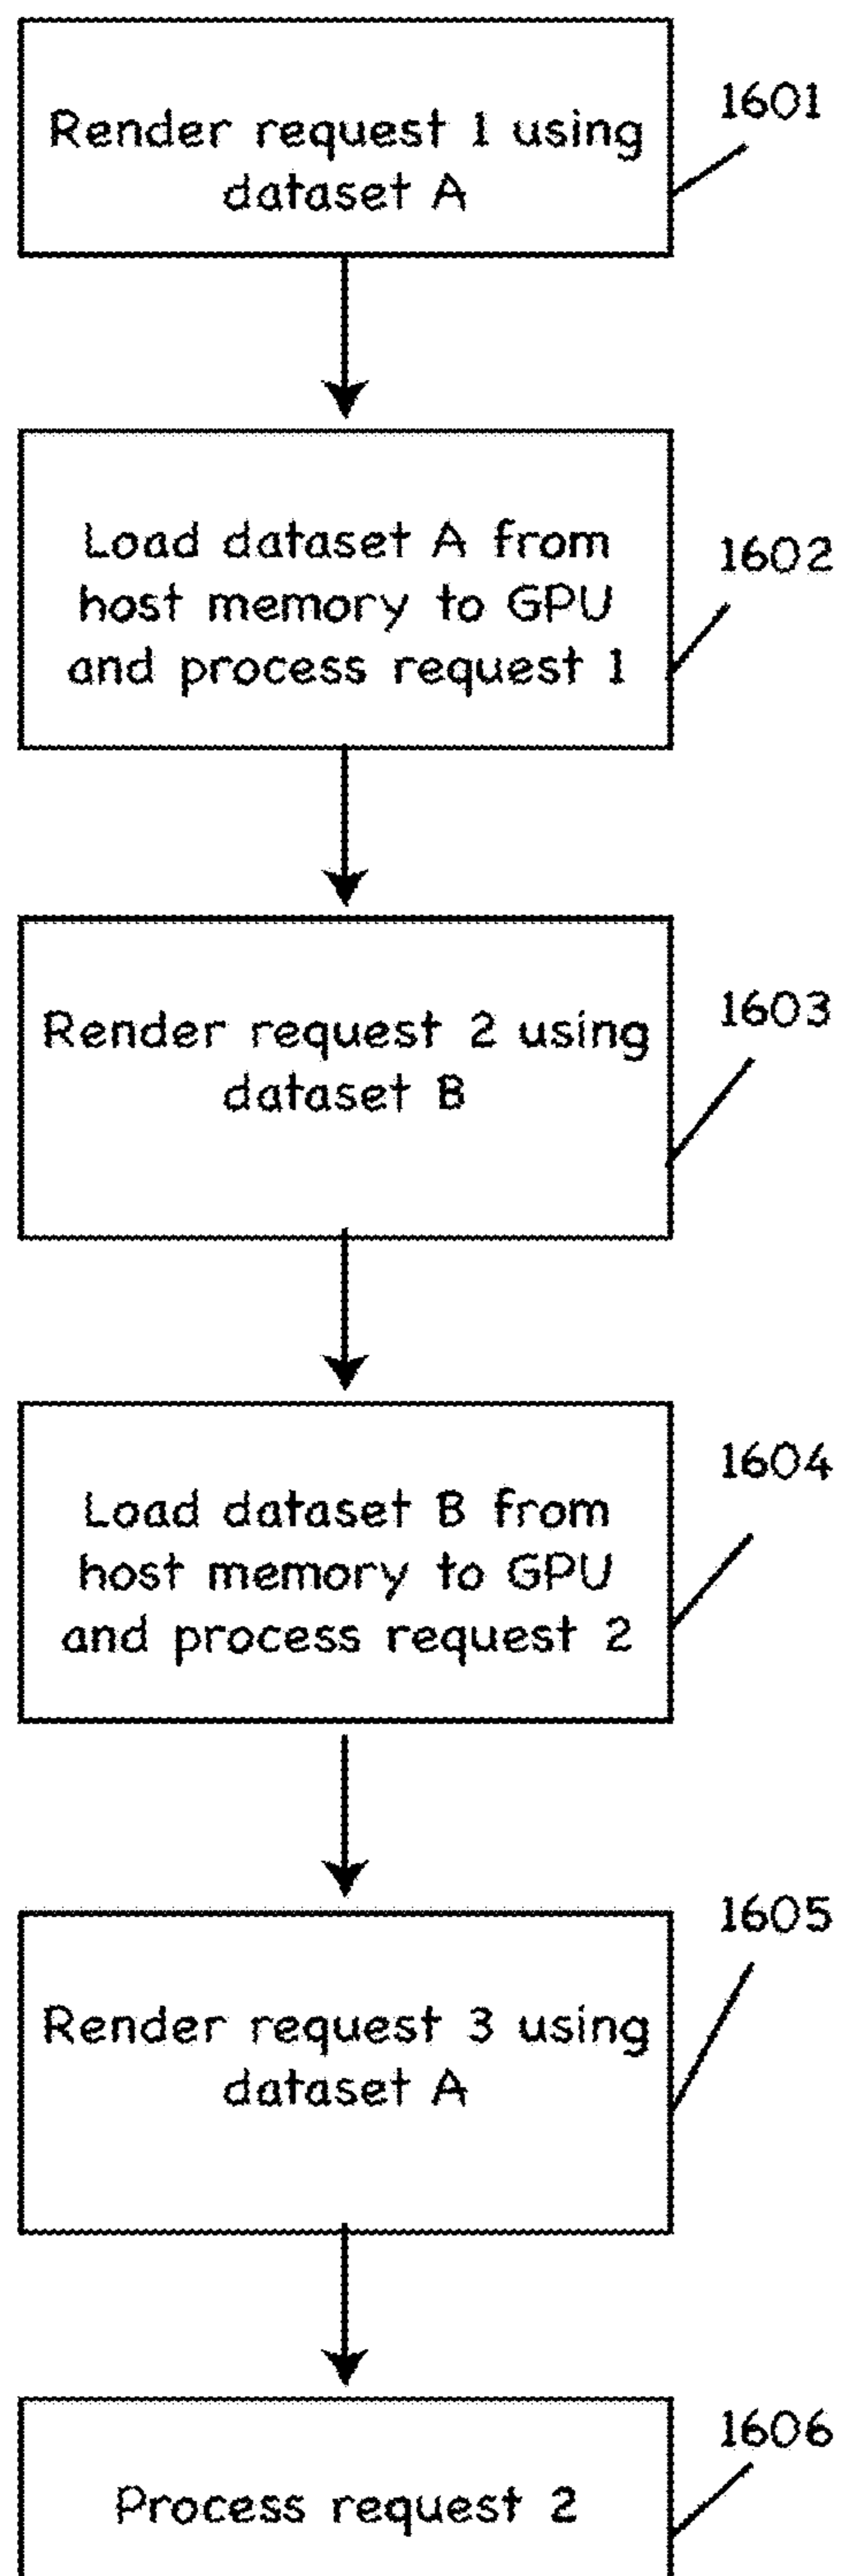 Render request 1 using
dataset A
1601
Load dataset A from
host memory to GPU
and process request 1
1602
Render request 2 using
dataset B
1603
Load dataset B from
host memory to GPU
and process request 2
1604
Render request 3 using
dataset A
1605
Process request 2
1606